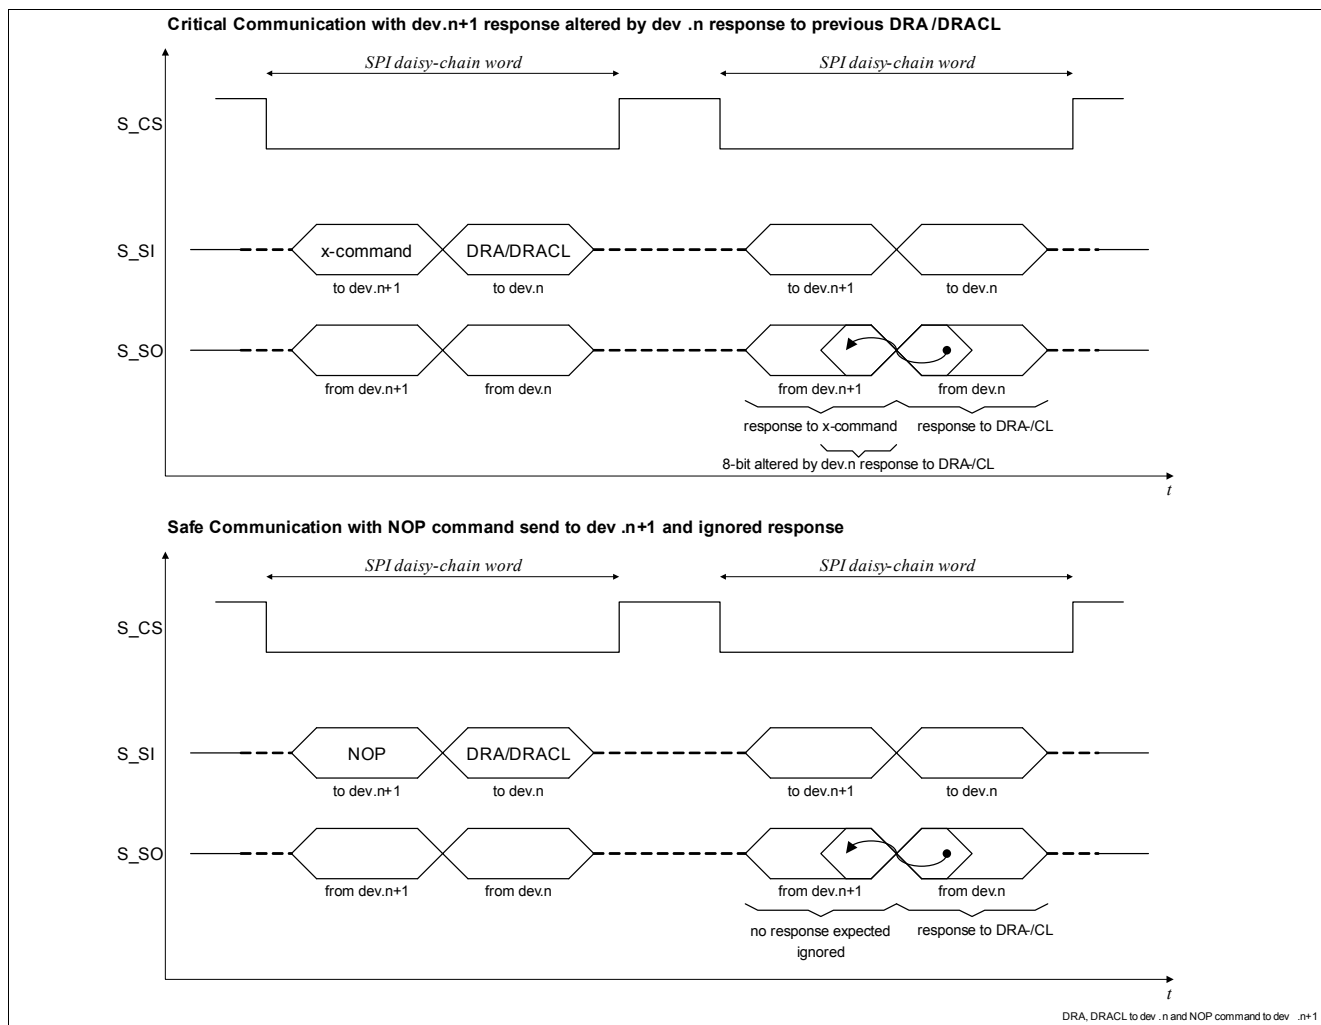 Critical Communication with dev.n+1 response altered by dev .n response to previous DRA/DRACL
SPI daisy-chain word SPI daisy-chain word
S_CS
S_SI x-command DRA/DRACL
to dev.n+1 to dev.n to dev.n+1 to dev.n
S_SO
from dev.n+1 from dev.n from dev.n+1 from dev.n
response to x-command response to DRA-/CL
8-bit altered by dev.n response to DRA-/CL
t
Safe Communication with NOP command send to dev .n+1 and ignored response
SPI daisy-chain word SPI daisy-chain word
S_CS
S_SI NOP DRA/DRACL
to dev.n+1 to dev.n to dev.n+1 to dev.n
S_SO
from dev.n+1 from dev.n from dev.n+1 from dev.n
no response expected response to DRA-/CL
ignored
t
DRA, DRACL to dev .n and NOP command to dev .n+1